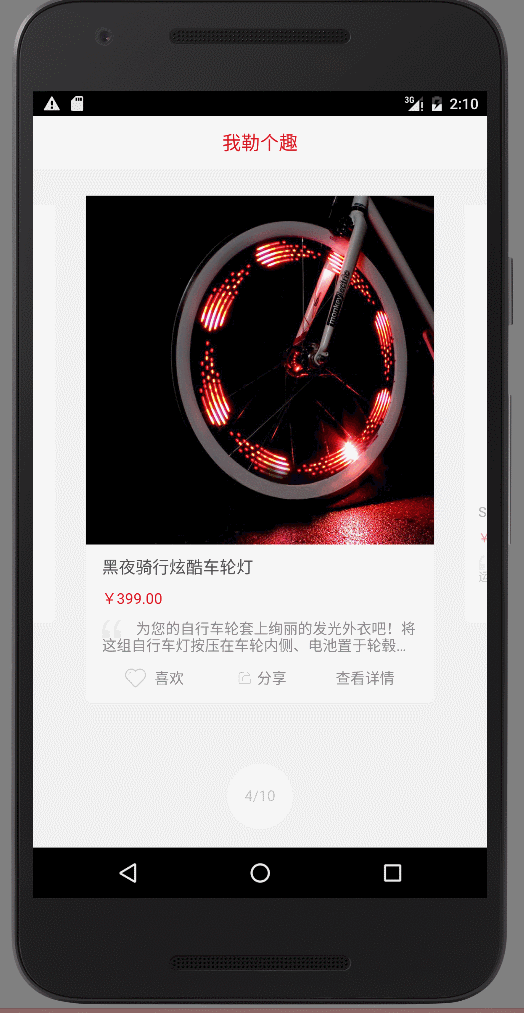 3G
2:10
我勒个趣
monkeylectric
黑夜骑行炫酷车轮灯
￥399.00
为您的自行车轮套上绚丽的发光外衣吧！将
这组自行车灯按压在车轮内侧、电池置于轮毂...
喜欢 分享 查看详情
S
￥
运
4/10